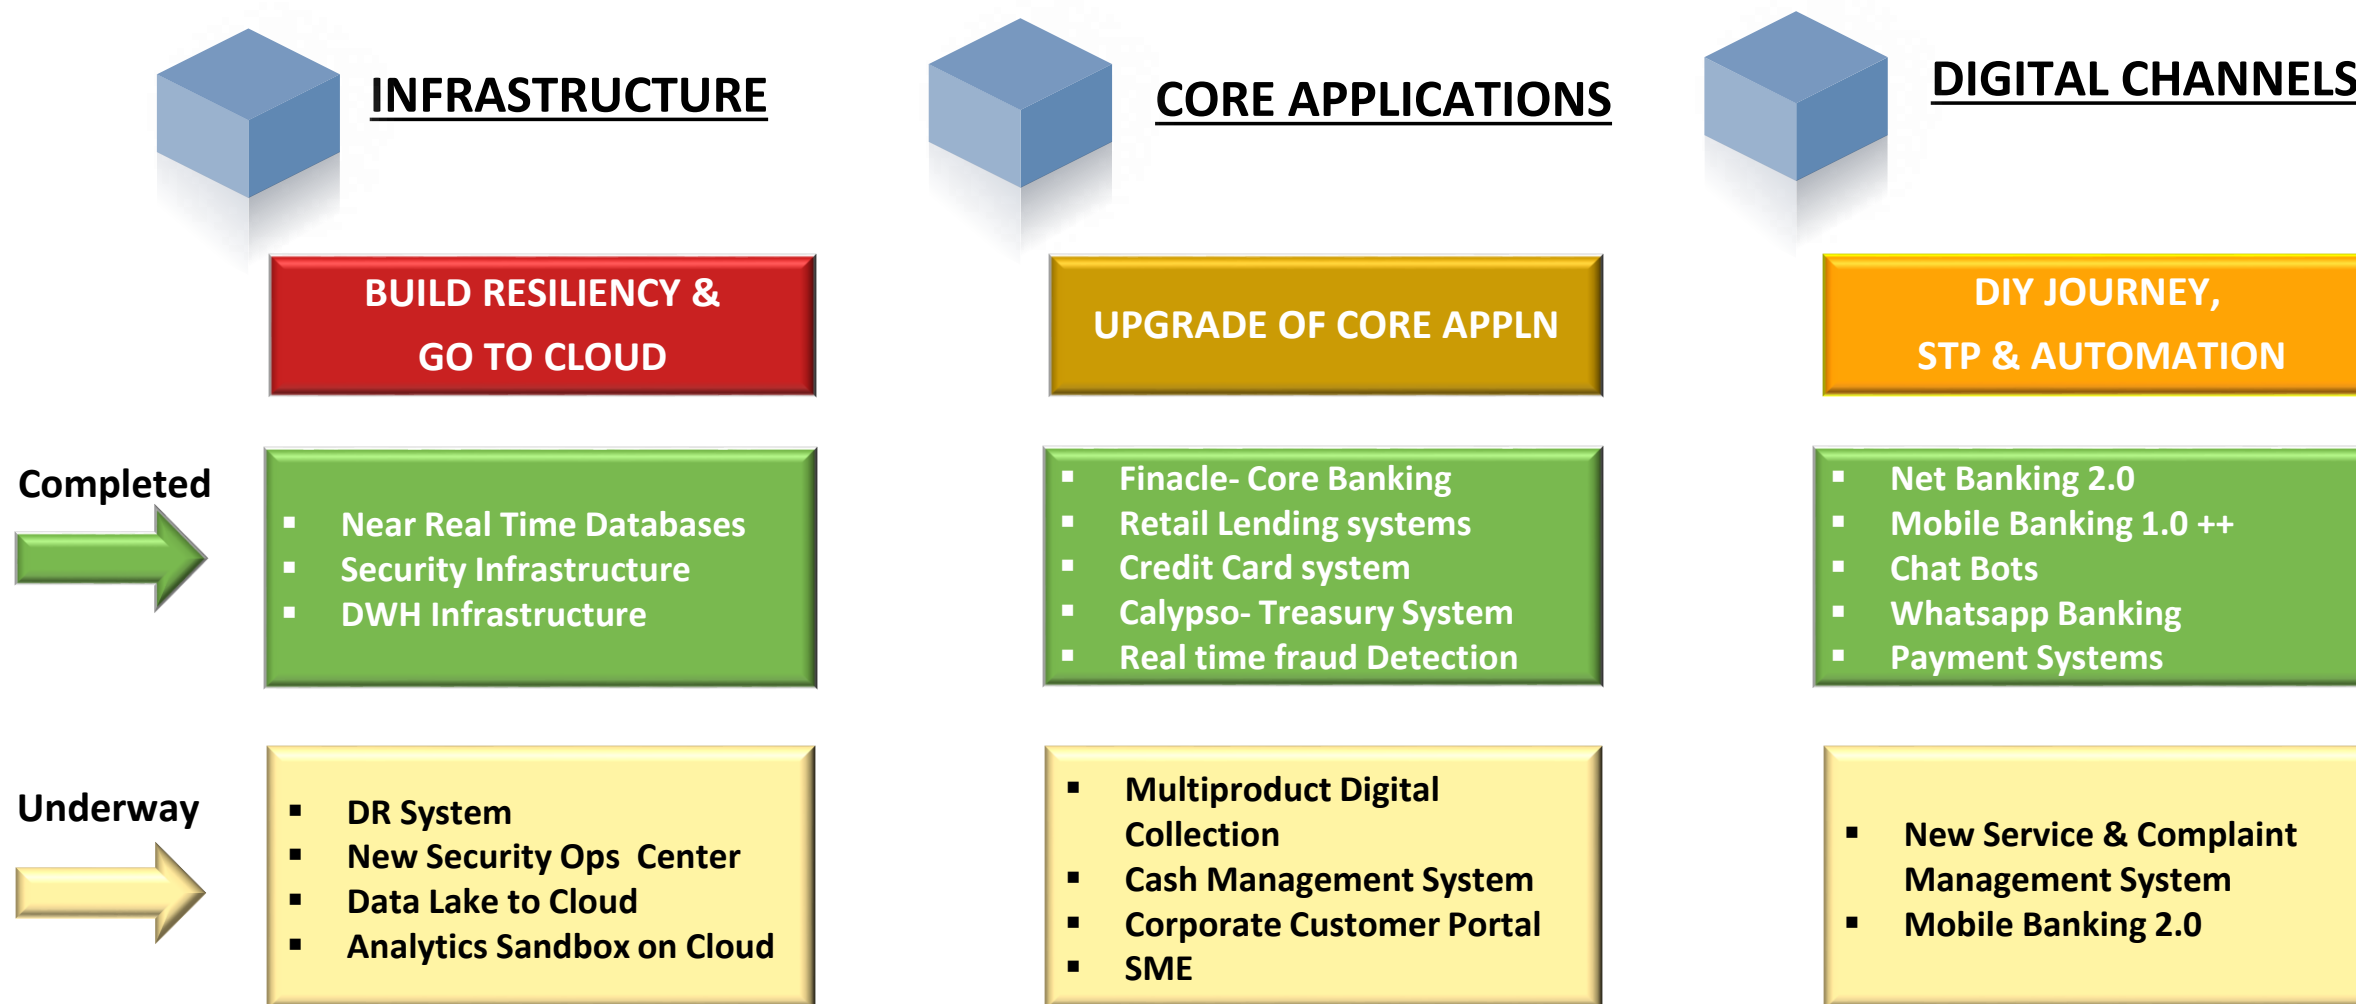 INFRASTRUCTURE
CORE APPLICATIONS
DIGITAL CHANNELS
BUILD RESILIENCY &
GO TO CLOUD
UPGRADE OF CORE APPLN
DIY JOURNEY,
STP & AUTOMATION
Completed
▪ Near Real Time Databases
▪ Security Infrastructure
▪ DWH Infrastructure
▪ Finacle- Core Banking
▪ Retail Lending systems
▪ Credit Card system
▪ Calypso- Treasury System
▪ Real time fraud Detection
▪ Net Banking 2.0
▪ Mobile Banking 1.0 ++
▪ Chat Bots
▪ Whatsapp Banking
▪ Payment Systems
Underway
▪ DR System
▪ New Security Ops  Center
▪ Data Lake to Cloud
▪ Analytics Sandbox on Cloud
▪ Multiproduct Digital
Collection
▪ Cash Management System
▪ Corporate Customer Portal
▪ SME
▪ New Service & Complaint
Management System
▪ Mobile Banking 2.0